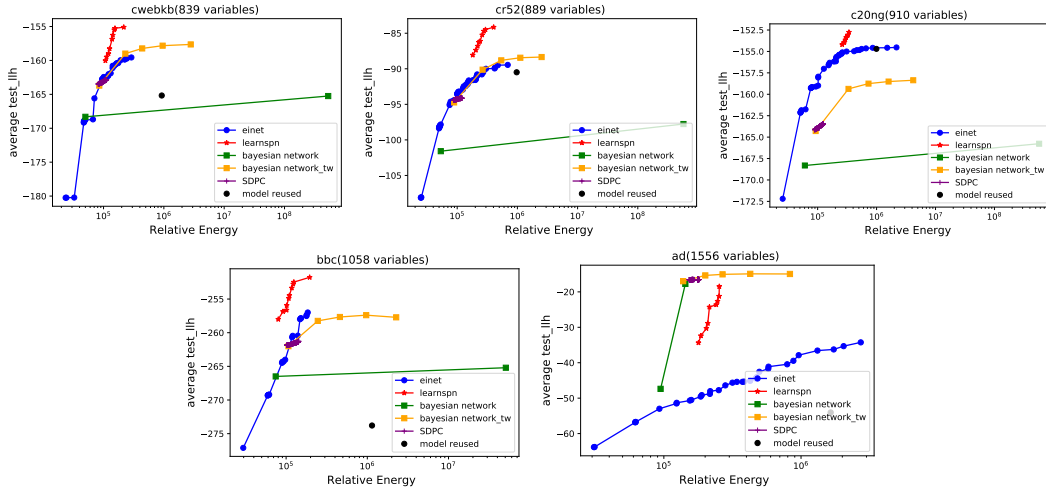 cwebkb(839 variables)
−155
−160
−165
−170
−175
−180
average test_llh
10^5
10^6
10^7
10^8
Relative Energy
einet
learnspn
bayesian network
bayesian network_tw
SDPC
model reused
cr52(889 variables)
−85
−90
−95
−100
−105
average test_llh
10^5
10^6
10^7
10^8
Relative Energy
einet
learnspn
bayesian network
bayesian network_tw
SDPC
model reused
c20ng(910 variables)
−152.5
−155.0
−157.5
−160.0
−162.5
−165.0
−167.5
−170.0
−172.5
average test_llh
10^5
10^6
10^7
10^8
Relative Energy
einet
learnspn
bayesian network
bayesian network_tw
SDPC
model reused
bbc(1058 variables)
−255
−260
−265
−270
−275
average test_llh
10^5
10^6
10^7
Relative Energy
einet
learnspn
bayesian network
bayesian network_tw
SDPC
model reused
ad(1556 variables)
−20
−30
−40
−50
−60
average test_llh
10^5
10^6
Relative Energy
einet
learnspn
bayesian network
bayesian network_tw
SDPC
model reused